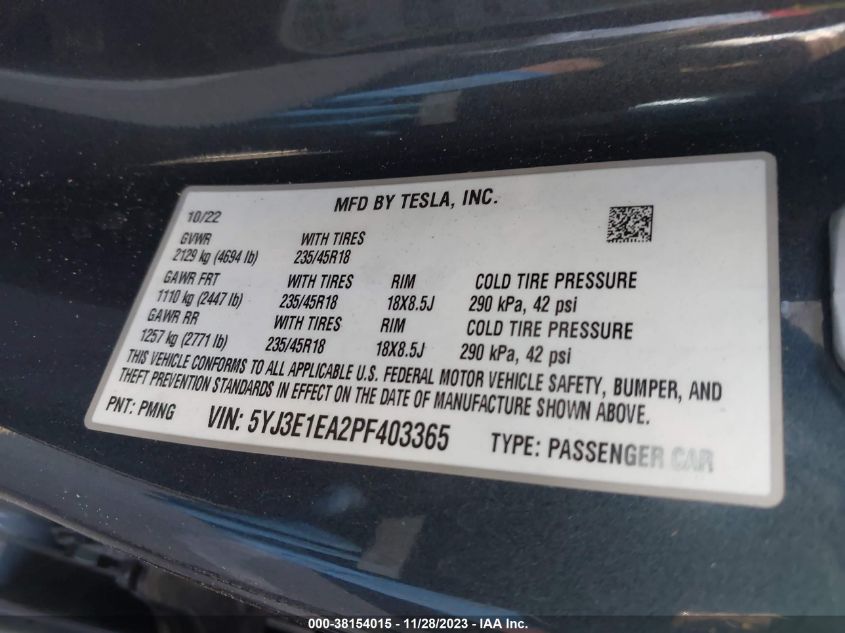 MFD BY TESLA, INC.
10/22
GVWR WITH TIRES
2129 kg (4694 lb) 235/45R18
GAWR FRT WITH TIRES RIM COLD TIRE PRESSURE
1110 kg (2447 lb) 235/45R18 18X8.5J 290 kPa, 42 psi
GAWR RR WITH TIRES RIM COLD TIRE PRESSURE
1257 kg (2771 lb) 235/45R18 18X8.5J 290 kPa, 42 psi
THIS VEHICLE CONFORMS TO ALL APPLICABLE U.S. FEDERAL MOTOR VEHICLE SAFETY, BUMPER, AND
THEFT PREVENTION STANDARDS IN EFFECT ON THE DATE OF MANUFACTURE SHOWN ABOVE.
PNT: PMNG VIN: 5YJ3E1EA2PF403365 TYPE: PASSENGER CAR
000-38154015 - 11/28/2023 - IAA Inc.